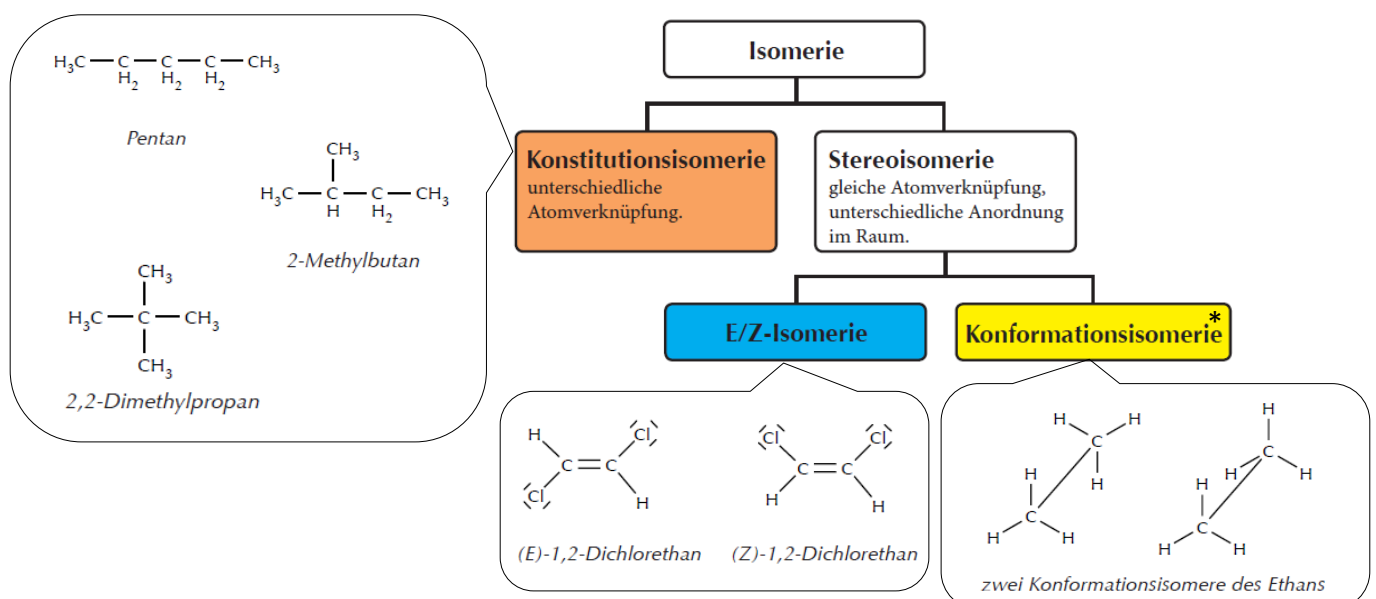 Isomerie
Konstitutionsisomerie
unterschiedliche
Atomverknüpfung.
Stereoisomerie
gleiche Atomverknüpfung,
unterschiedliche Anordnung
im Raum.
E/Z-Isomerie
Konformationsisomerie*
H₃C — C — C — C — CH₃
H₂ H₂ H₂
Pentan
CH₃
H₃C — C — C — CH₃
H H₂
2-Methylbutan
CH₃
H₃C — C — CH₃
CH₃
2,2-Dimethylpropan
H Cl
C = C
Cl H
(E)-1,2-Dichlorethan
Cl Cl
C = C
H H
(Z)-1,2-Dichlorethan
H H
C
H H
C
H H
H
C
H H H
C
H H
zwei Konformationsisomere des Ethans